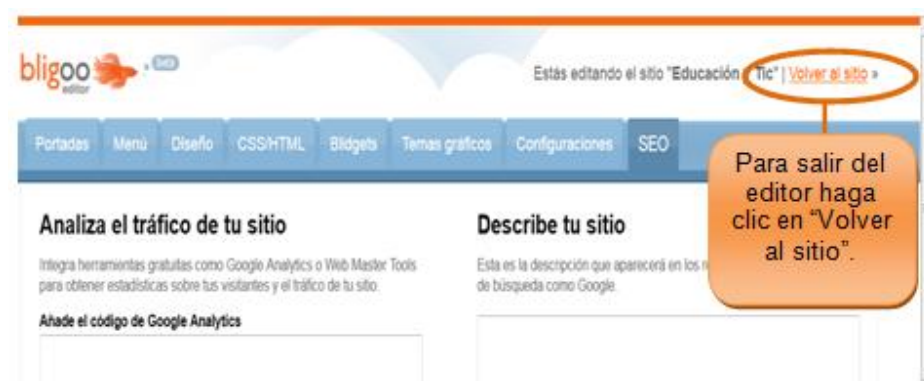 bligoo
editor
beta
Estás editando el sitio "Educación Tic" | Volver al sitio »
Portadas Menú Diseño CSS/HTML Blidgets Temas gráficos Configuraciones SEO
Para salir del
editor haga
clic en “Volver
al sitio”.
Analiza el tráfico de tu sitio
Integra herramientas gratuitas como Google Analytics o Web Master Tools
para obtener estadísticas sobre tus visitantes y el tráfico de tu sitio.
Añade el código de Google Analytics
Describe tu sitio
Esta es la descripción que aparecerá en los
de búsqueda como Google.